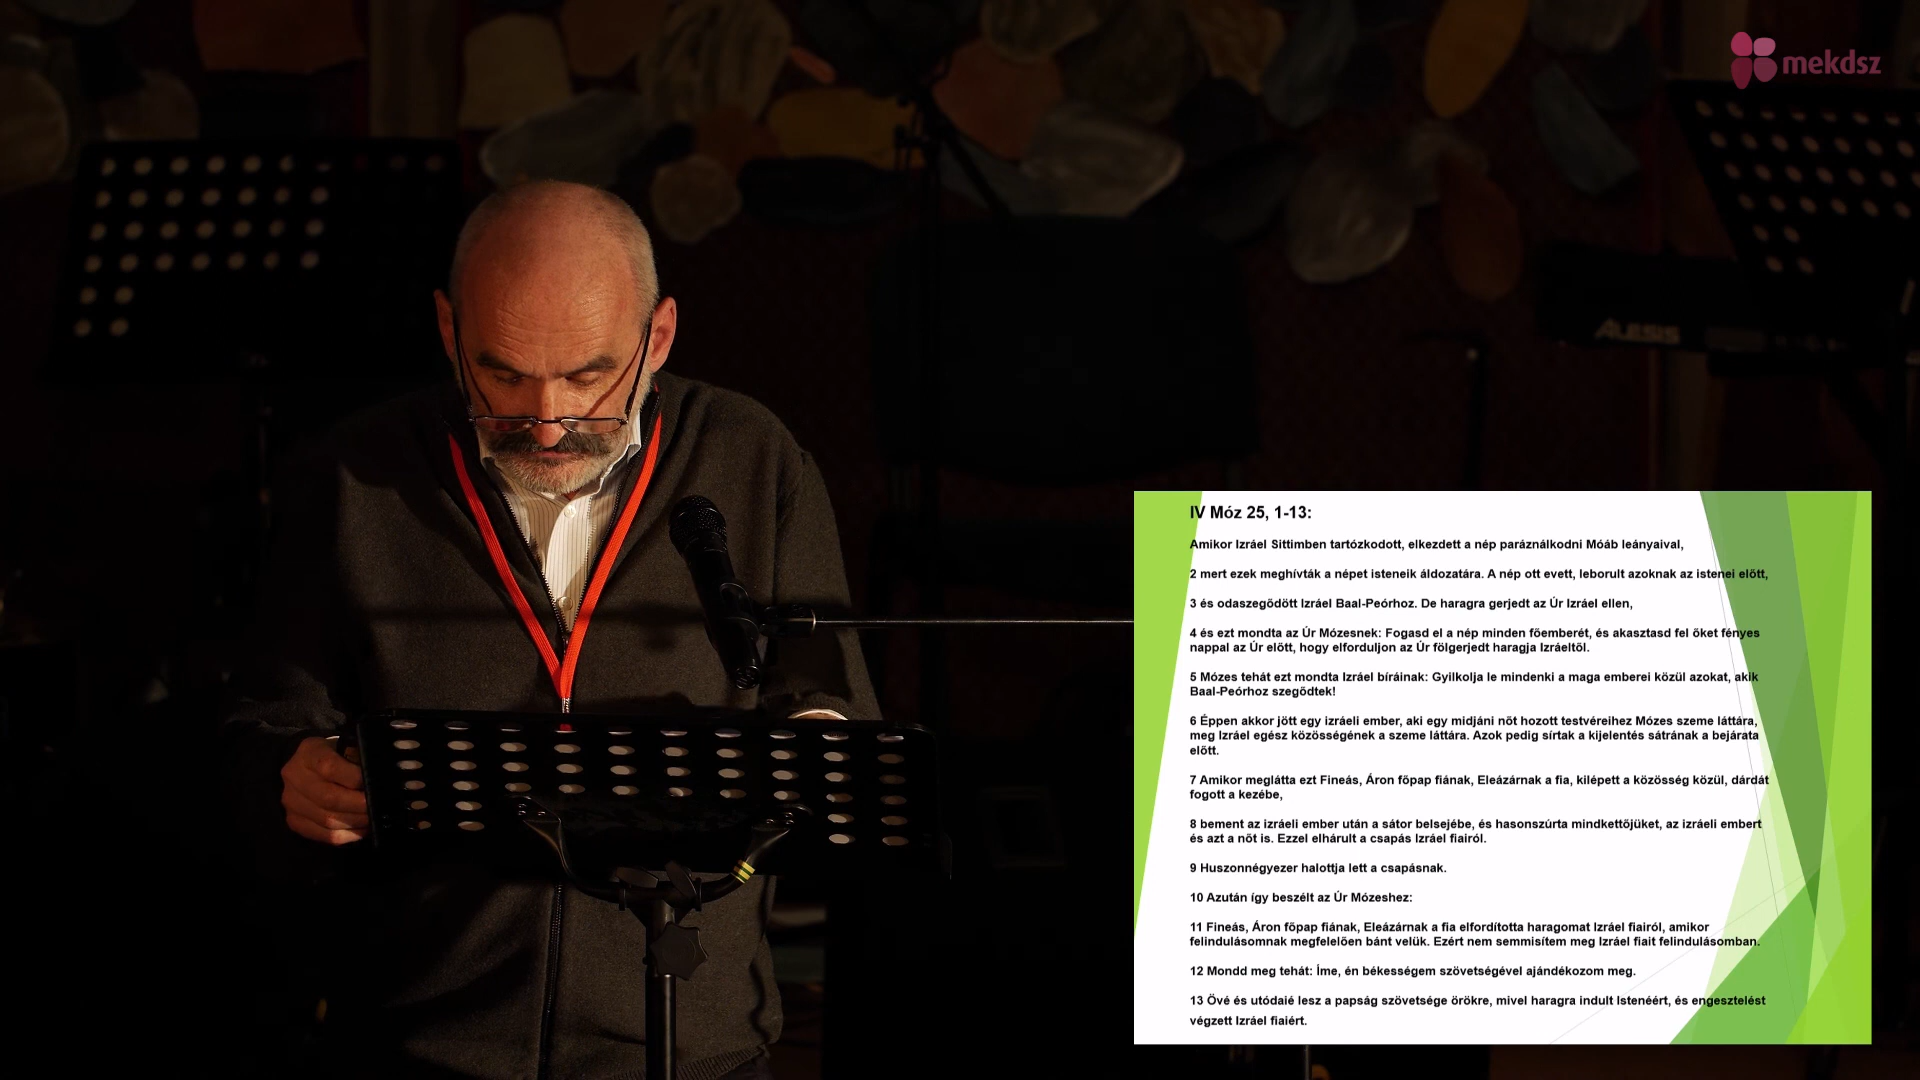 mekdsz
ALESIS
IV Móz 25, 1-13:
Amikor Izráel Sittimben tartózkodott, elkezdett a nép paráználkodni Móáb leányaival,
2 mert ezek meghívták a népet isteneik áldozatára. A nép ott evett, leborult azoknak az istenei előtt,
3 és odaszegődött Izráel Baal-Peórhoz. De haragra gerjedt az Úr Izráel ellen,
4 és ezt mondta az Úr Mózesnek: Fogasd el a nép minden főemberét, és akasztasd fel őket fényes
nappal az Úr előtt, hogy elforduljon az Úr fölgerjedt haragja Izráeltől.
5 Mózes tehát ezt mondta Izráel bíráinak: Gyilkolja le mindenki a maga emberei közül azokat, akik
Baal-Peórhoz szegődtek!
6 Éppen akkor jött egy izráeli ember, aki egy midjáni nőt hozott testvéreihez Mózes szeme láttára,
meg Izráel egész közösségének a szeme láttára. Azok pedig sírtak a kijelentés sátrának a bejárata
előtt.
7 Amikor meglátta ezt Fineás, Áron főpap fiának, Eleázárnak a fia, kilépett a közösség közül, dárdát
fogott a kezébe,
8 bement az izráeli ember után a sátor belsejébe, és hasonszúrta mindkettőjüket, az izráeli embert
és azt a nőt is. Ezzel elhárult a csapás Izráel fiairól.
9 Huszonnégyezer halottja lett a csapásnak.
10 Azután így beszélt az Úr Mózeshez:
11 Fineás, Áron főpap fiának, Eleázárnak a fia elfordította haragomat Izráel fiairól, amikor
felindulásomnak megfelelően bánt velük. Ezért nem semmisítem meg Izráel fiait felindulásomban.
12 Mondd meg tehát: Íme, én békességem szövetségével ajándékozom meg.
13 Övé és utódaié lesz a papság szövetsége örökre, mivel haragra indult Istenéért, és engesztelést
végzett Izráel fiaiért.